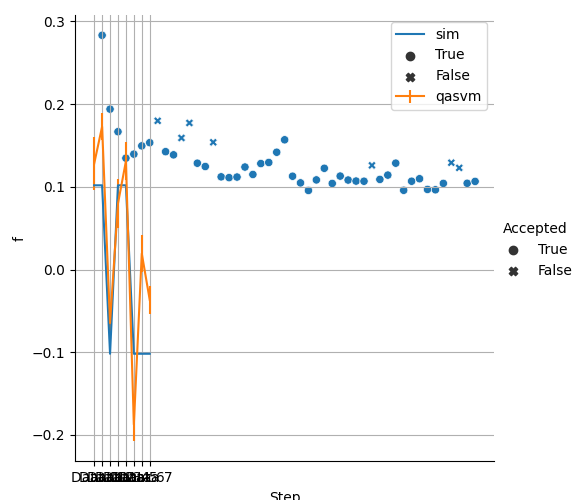 0.3
0.2
0.1
0.0
−0.1
−0.2
f
Step
sim
True
False
qasvm
Accepted
True
False